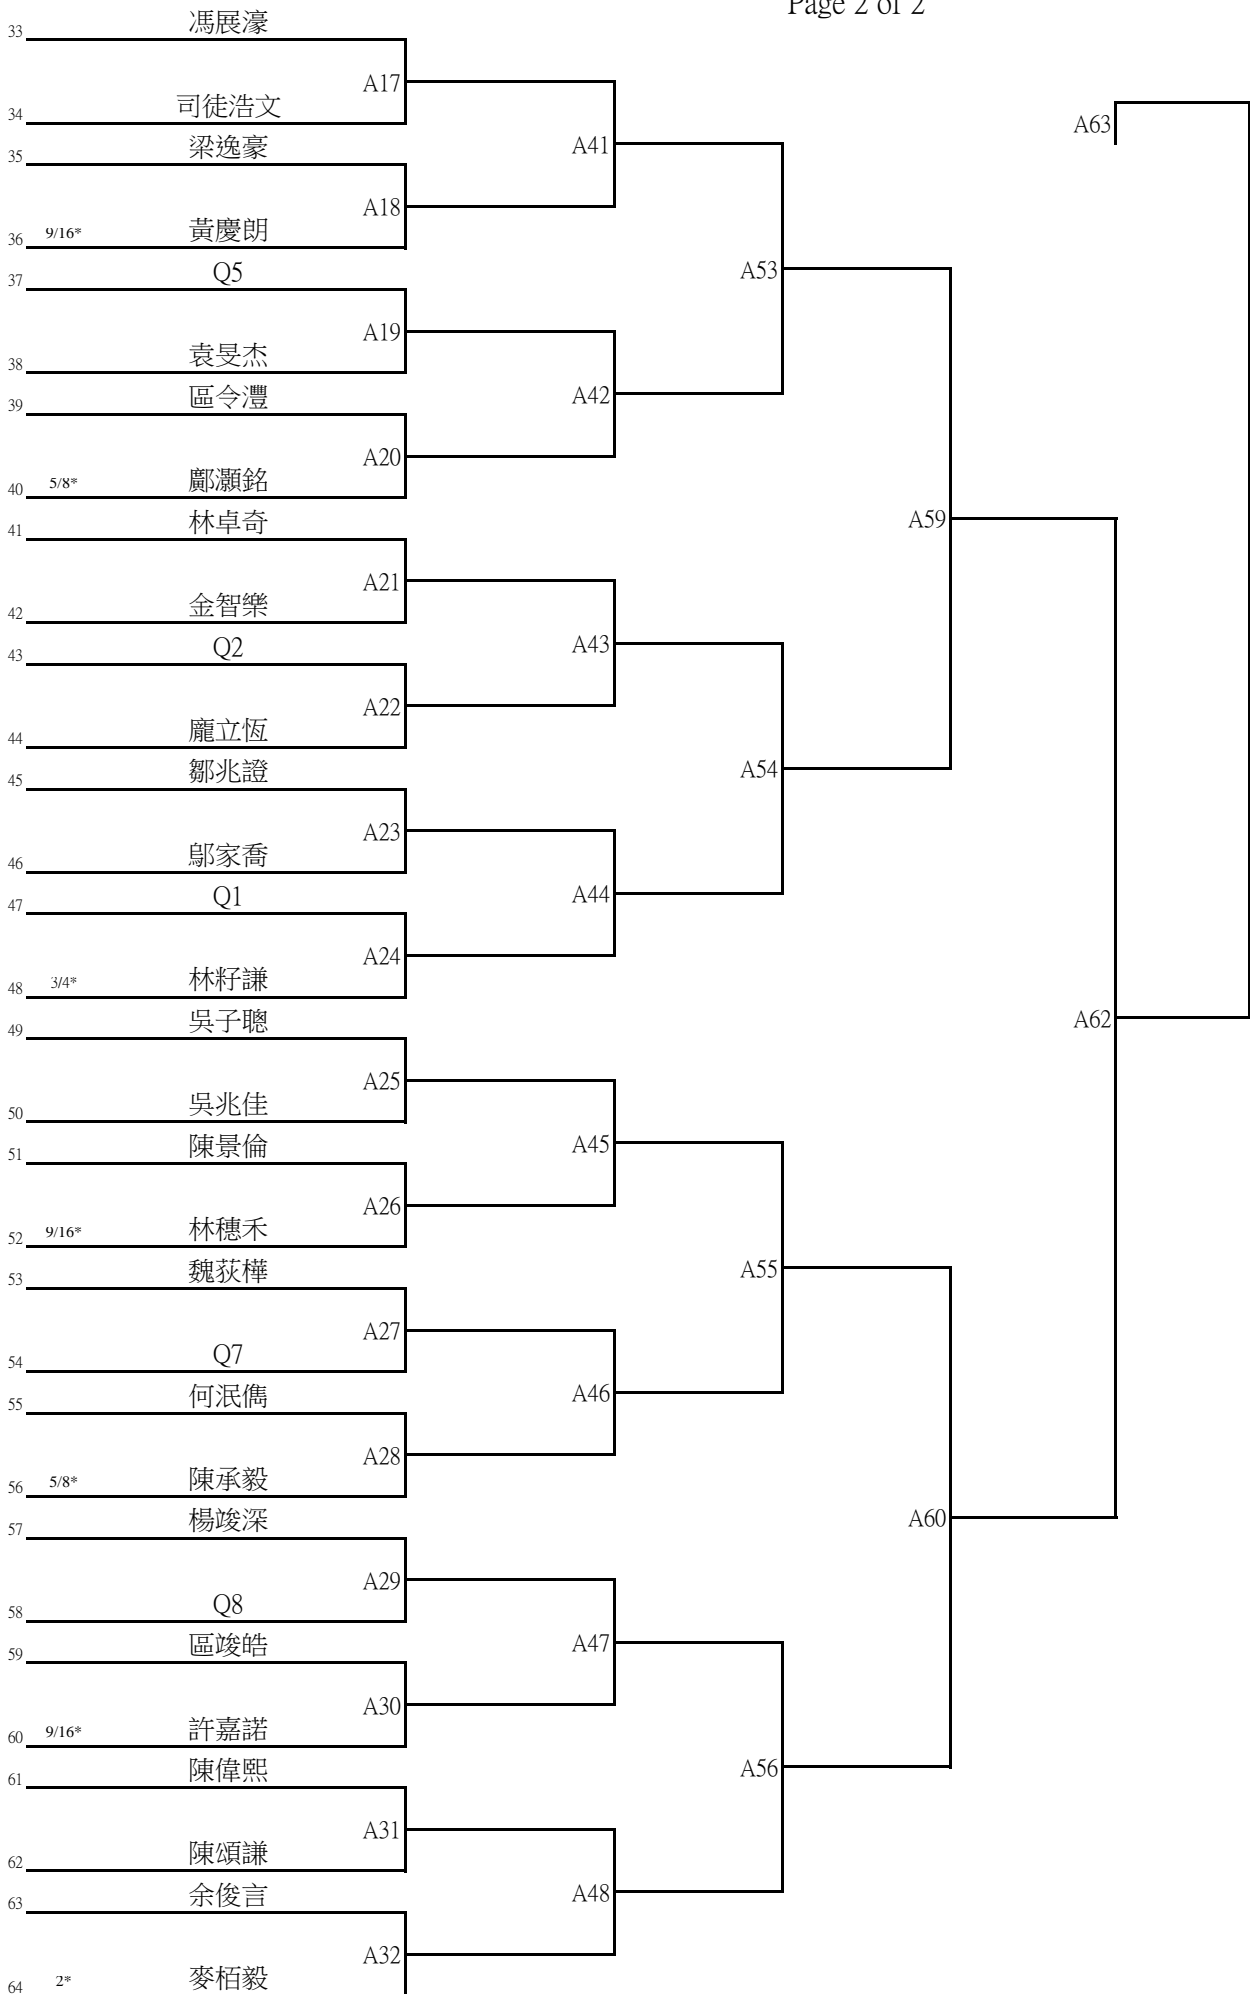 Page 2 of 2
33 馮展濠
A17
34 司徒浩文
A63
35 梁逸豪
A41
A18
36 9/16* 黃慶朗
37 Q5
A53
A19
38 袁旻杰
39 區令灃
A42
A20
40 5/8* 鄺灝銘
41 林卓奇
A59
A21
42 金智樂
43 Q2
A43
A22
44 龐立恆
45 鄒兆證
A54
A23
46 鄔家喬
47 Q1
A44
A24
48 3/4* 林籽謙
49 吳子聰
A62
A25
50 吳兆佳
51 陳景倫
A45
A26
52 9/16* 林穗禾
53 魏荻樺
A55
A27
54 Q7
55 何泯儁
A46
A28
56 5/8* 陳承毅
57 楊竣深
A60
A29
58 Q8
59 區竣皓
A47
A30
60 9/16* 許嘉諾
61 陳偉熙
A56
A31
62 陳頌謙
63 余俊言
A48
A32
64 2* 麥栢毅